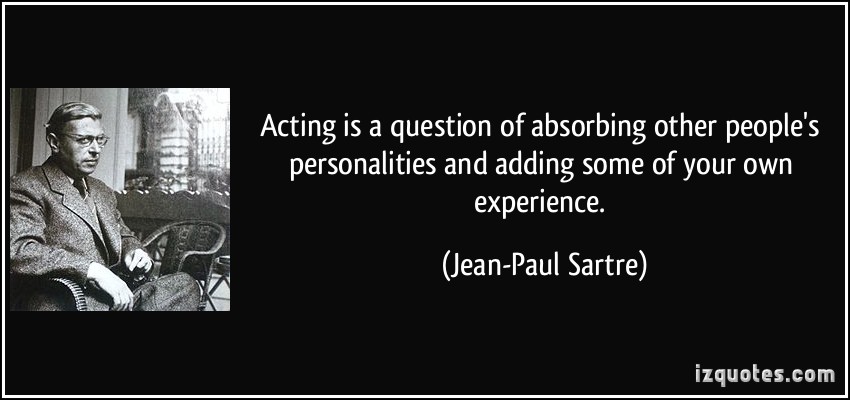 Acting is a question of absorbing other people's
personalities and adding some of your own
experience.
(Jean-Paul Sartre)
izquotes.com